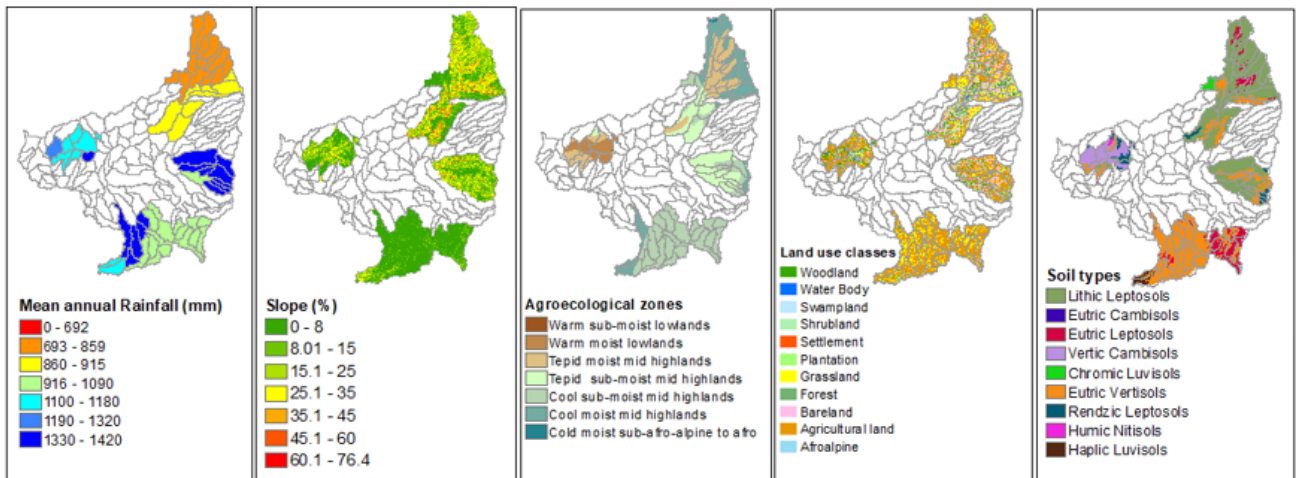 Mean annual Rainfall (mm)
0 - 692
693 - 859
860 - 915
916 - 1090
1100 - 1180
1190 - 1320
1330 - 1420
Slope (%)
0 - 8
8.01 - 15
15.1 - 25
25.1 - 35
35.1 - 45
45.1 - 60
60.1 - 76.4
Agroecological zones
Warm sub-moist lowlands
Warm moist lowlands
Tepid moist mid highlands
Tepid sub-moist mid highlands
Cool sub-moist mid highlands
Cool moist mid highlands
Cold moist sub-afro-alpine to afro
Land use classes
Woodland
Water Body
Swampland
Shrubland
Settlement
Plantation
Grassland
Forest
Bareland
Agricultural land
Afroalpine
Soil types
Lithic Leptosols
Eutric Cambisols
Eutric Leptosols
Vertic Cambisols
Chromic Luvisols
Eutric Vertisols
Rendzic Leptosols
Humic Nitisols
Haplic Luvisols